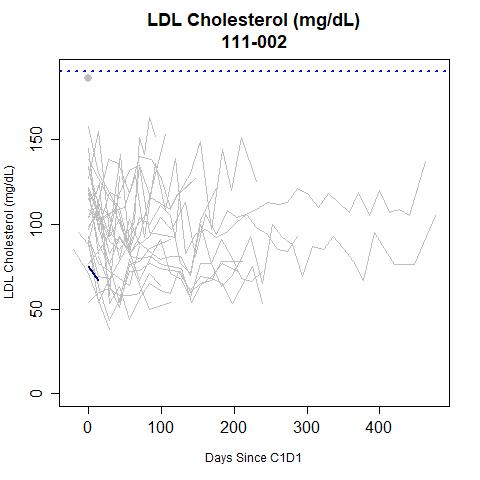 LDL Cholesterol (mg/dL)
111-002
LDL Cholesterol (mg/dL)
150
100
50
0
0 100 200 300 400
Days Since C1D1